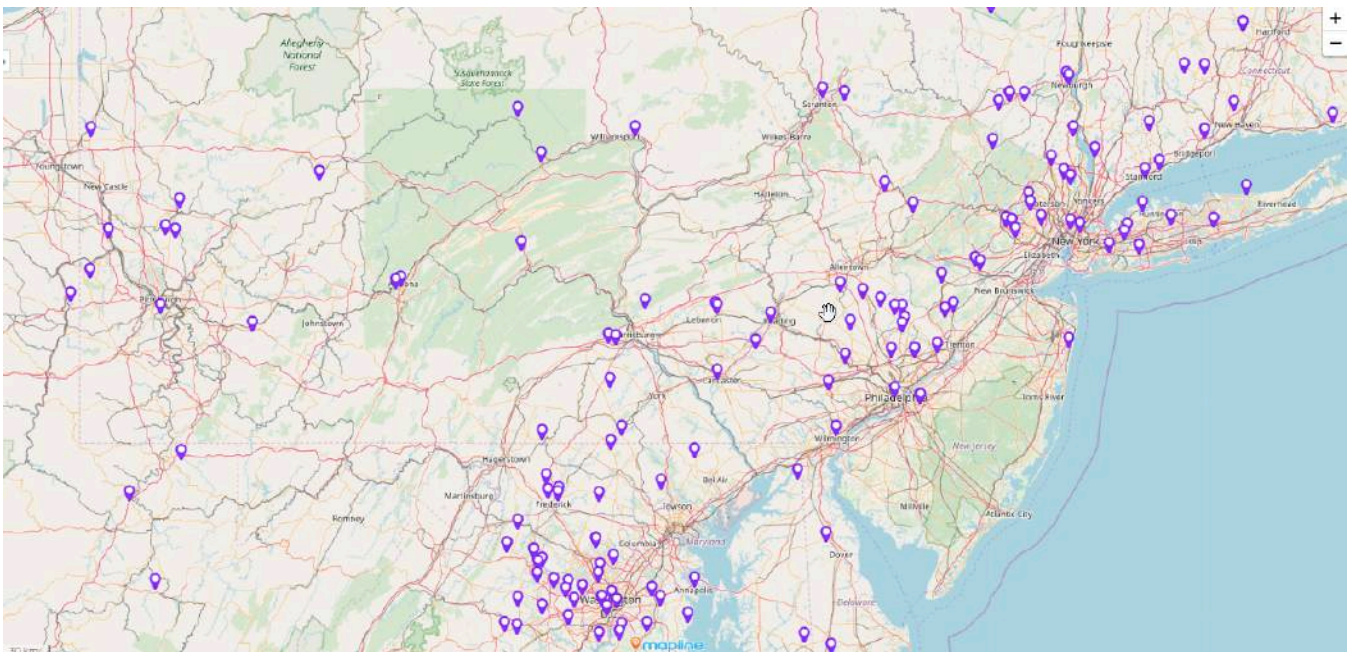 Allegheny
National
Forest
Susquehannock
State Forest
Poughkeepsie
Hartford
+
−
Connecticut
Newburgh
Scranton
Williamsport
Wilkes-Barre
New Haven
Youngstown
Bridgeport
New Castle
Stamford
Hazleton
Yonkers
Riverhead
New York
Elizabeth
Allentown
New Brunswick
Johnstown
Lebanon
Reading
Trenton
Lancaster
York
Philadelphia
Toms River
Wilmington
New Jersey
Hagerstown
Bel Air
Martinsburg
Frederick
Towson
Millville
Atlantic City
Romney
Columbia
Maryland
Dover
Annapolis
Washington
Delaware
mapline